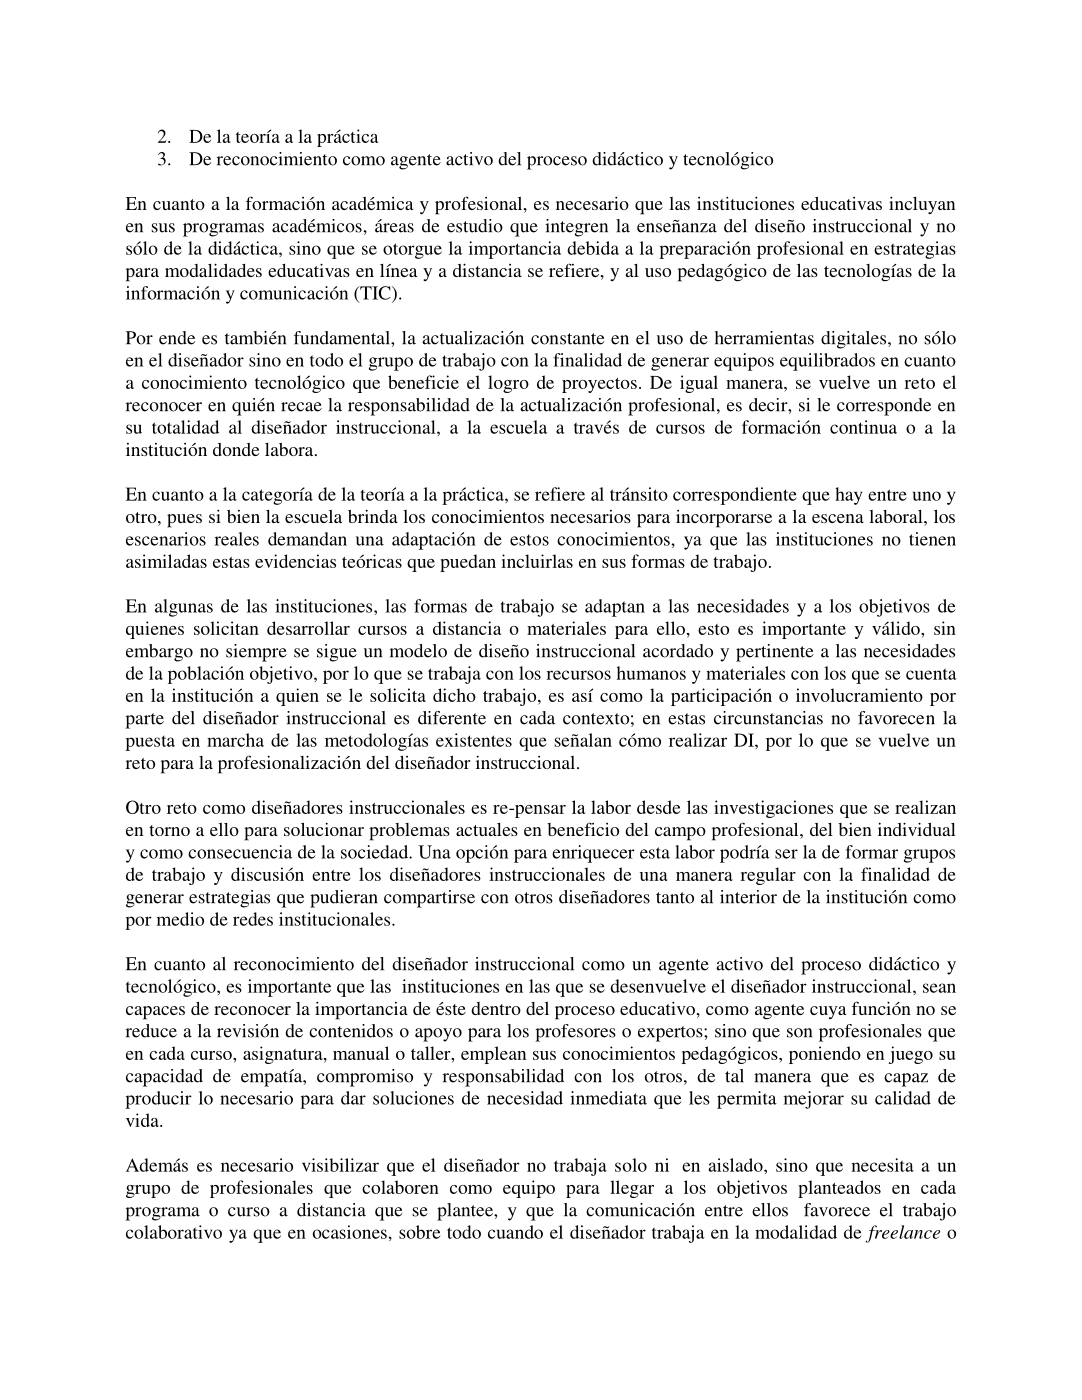 2. De la teoría a la práctica
3. De reconocimiento como agente activo del proceso didáctico y tecnológico
En cuanto a la formación académica y profesional, es necesario que las instituciones educativas incluyan
en sus programas académicos, áreas de estudio que integren la enseñanza del diseño instruccional y no
sólo de la didáctica, sino que se otorgue la importancia debida a la preparación profesional en estrategias
para modalidades educativas en línea y a distancia se refiere, y al uso pedagógico de las tecnologías de la
información y comunicación (TIC).
Por ende es también fundamental, la actualización constante en el uso de herramientas digitales, no sólo
en el diseñador sino en todo el grupo de trabajo con la finalidad de generar equipos equilibrados en cuanto
a conocimiento tecnológico que beneficie el logro de proyectos. De igual manera, se vuelve un reto el
reconocer en quién recae la responsabilidad de la actualización profesional, es decir, si le corresponde en
su totalidad al diseñador instruccional, a la escuela a través de cursos de formación continua o a la
institución donde labora.
En cuanto a la categoría de la teoría a la práctica, se refiere al tránsito correspondiente que hay entre uno y
otro, pues si bien la escuela brinda los conocimientos necesarios para incorporarse a la escena laboral, los
escenarios reales demandan una adaptación de estos conocimientos, ya que las instituciones no tienen
asimiladas estas evidencias teóricas que puedan incluirlas en sus formas de trabajo.
En algunas de las instituciones, las formas de trabajo se adaptan a las necesidades y a los objetivos de
quienes solicitan desarrollar cursos a distancia o materiales para ello, esto es importante y válido, sin
embargo no siempre se sigue un modelo de diseño instruccional acordado y pertinente a las necesidades
de la población objetivo, por lo que se trabaja con los recursos humanos y materiales con los que se cuenta
en la institución a quien se le solicita dicho trabajo, es así como la participación o involucramiento por
parte del diseñador instruccional es diferente en cada contexto; en estas circunstancias no favorecen la
puesta en marcha de las metodologías existentes que señalan cómo realizar DI, por lo que se vuelve un
reto para la profesionalización del diseñador instruccional.
Otro reto como diseñadores instruccionales es re-pensar la labor desde las investigaciones que se realizan
en torno a ello para solucionar problemas actuales en beneficio del campo profesional, del bien individual
y como consecuencia de la sociedad. Una opción para enriquecer esta labor podría ser la de formar grupos
de trabajo y discusión entre los diseñadores instruccionales de una manera regular con la finalidad de
generar estrategias que pudieran compartirse con otros diseñadores tanto al interior de la institución como
por medio de redes institucionales.
En cuanto al reconocimiento del diseñador instruccional como un agente activo del proceso didáctico y
tecnológico, es importante que las instituciones en las que se desenvuelve el diseñador instruccional, sean
capaces de reconocer la importancia de éste dentro del proceso educativo, como agente cuya función no se
reduce a la revisión de contenidos o apoyo para los profesores o expertos; sino que son profesionales que
en cada curso, asignatura, manual o taller, emplean sus conocimientos pedagógicos, poniendo en juego su
capacidad de empatía, compromiso y responsabilidad con los otros, de tal manera que es capaz de
producir lo necesario para dar soluciones de necesidad inmediata que les permita mejorar su calidad de
vida.
Además es necesario visibilizar que el diseñador no trabaja solo ni en aislado, sino que necesita a un
grupo de profesionales que colaboren como equipo para llegar a los objetivos planteados en cada
programa o curso a distancia que se plantee, y que la comunicación entre ellos favorece el trabajo
colaborativo ya que en ocasiones, sobre todo cuando el diseñador trabaja en la modalidad de freelance o